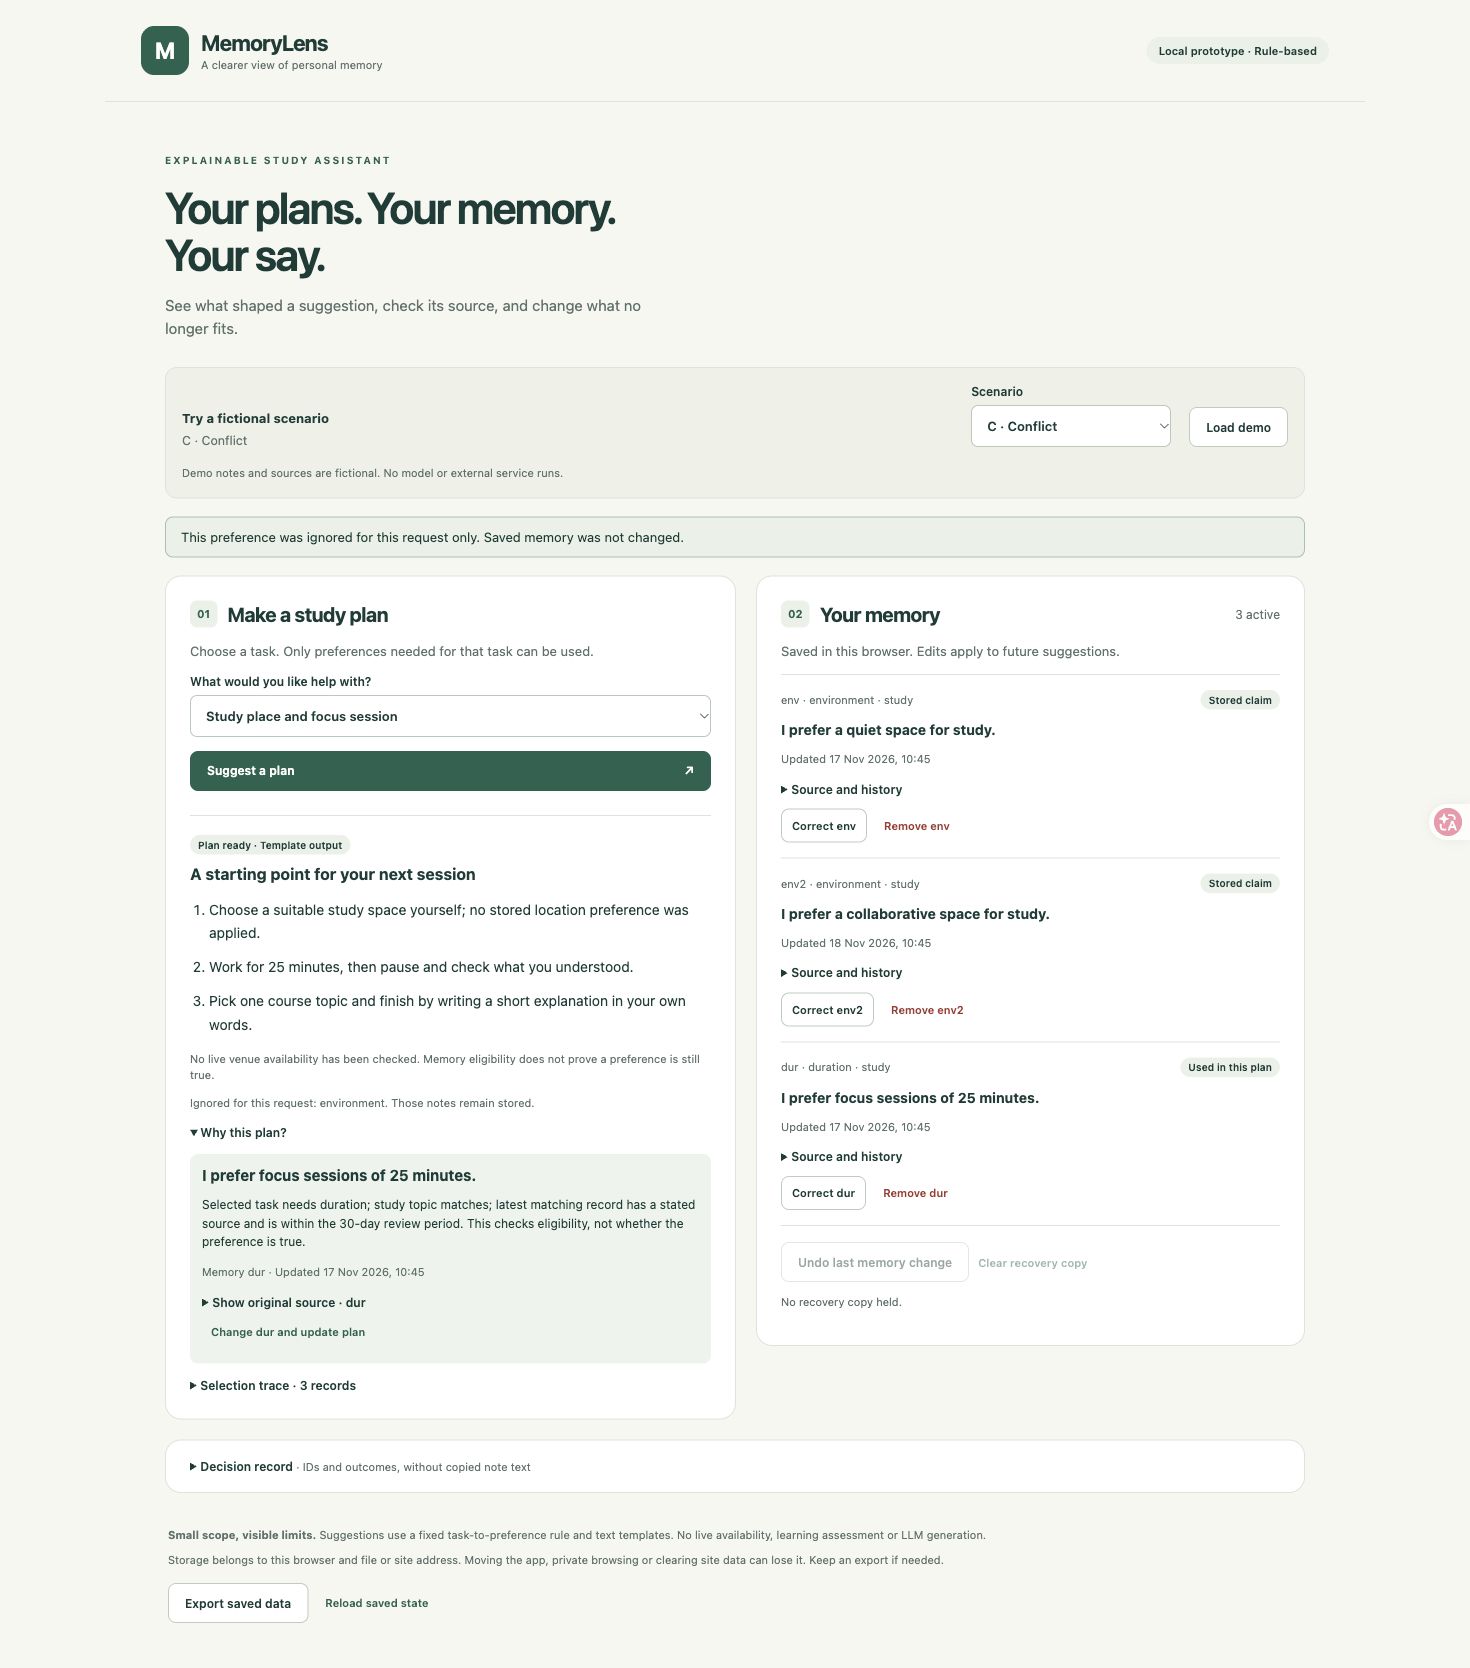 M
MemoryLens
A clearer view of personal memory
Local prototype · Rule-based
EXPLAINABLE STUDY ASSISTANT
Your plans. Your memory.
Your say.
See what shaped a suggestion, check its source, and change what no
longer fits.
Try a fictional scenario
C · Conflict
Demo notes and sources are fictional. No model or external service runs.
Scenario
C · Conflict
Load demo
This preference was ignored for this request only. Saved memory was not changed.
01 Make a study plan
Choose a task. Only preferences needed for that task can be used.
What would you like help with?
Study place and focus session
Suggest a plan ↗
Plan ready · Template output
A starting point for your next session
1. Choose a suitable study space yourself; no stored location preference was
applied.
2. Work for 25 minutes, then pause and check what you understood.
3. Pick one course topic and finish by writing a short explanation in your own
words.
No live venue availability has been checked. Memory eligibility does not prove a preference is still
true.
Ignored for this request: environment. Those notes remain stored.
▼ Why this plan?
I prefer focus sessions of 25 minutes.
Selected task needs duration; study topic matches; latest matching record has a stated
source and is within the 30-day review period. This checks eligibility, not whether the
preference is true.
Memory dur · Updated 17 Nov 2026, 10:45
▶ Show original source · dur
Change dur and update plan
▶ Selection trace · 3 records
02 Your memory
3 active
Saved in this browser. Edits apply to future suggestions.
env · environment · study
Stored claim
I prefer a quiet space for study.
Updated 17 Nov 2026, 10:45
▶ Source and history
Correct env
Remove env
env2 · environment · study
Stored claim
I prefer a collaborative space for study.
Updated 18 Nov 2026, 10:45
▶ Source and history
Correct env2
Remove env2
dur · duration · study
Used in this plan
I prefer focus sessions of 25 minutes.
Updated 17 Nov 2026, 10:45
▶ Source and history
Correct dur
Remove dur
Undo last memory change
Clear recovery copy
No recovery copy held.
▶ Decision record · IDs and outcomes, without copied note text
Small scope, visible limits. Suggestions use a fixed task-to-preference rule and text templates. No live availability, learning assessment or LLM generation.
Storage belongs to this browser and file or site address. Moving the app, private browsing or clearing site data can lose it. Keep an export if needed.
Export saved data
Reload saved state